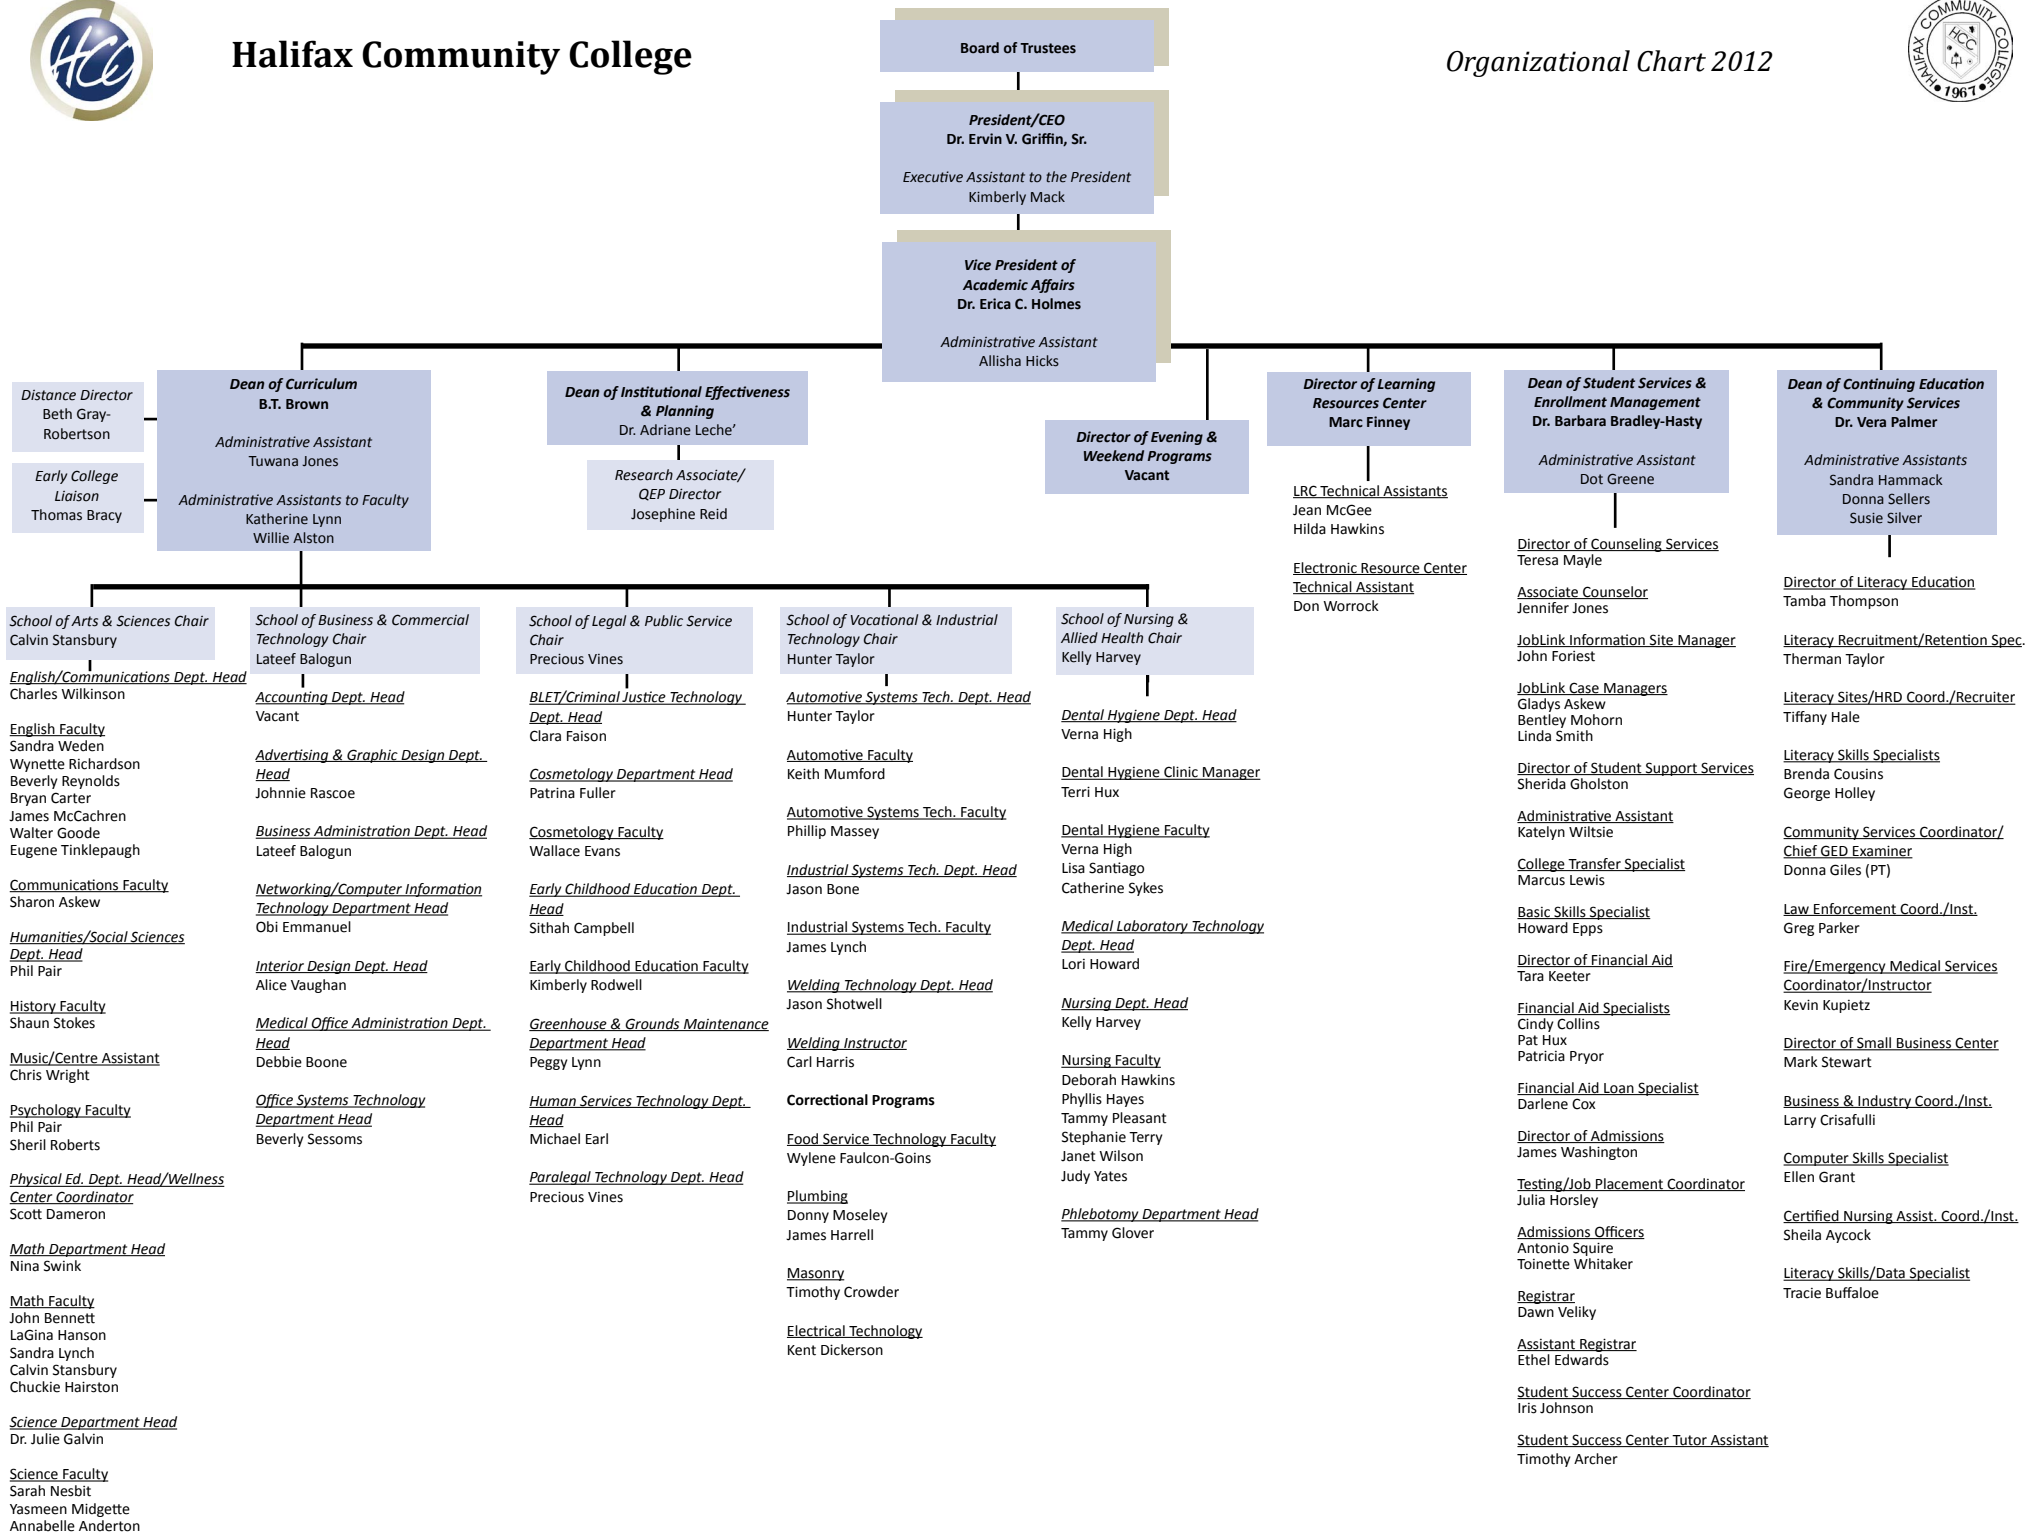 HCC
Halifax Community College
Organizational Chart 2012
HALIFAX COMMUNITY COLLEGE
HCC
• 1967 •
Board of Trustees
President/CEO
Dr. Ervin V. Griffin, Sr.
Executive Assistant to the President
Kimberly Mack
Vice President of
Academic Affairs
Dr. Erica C. Holmes
Administrative Assistant
Allisha Hicks
Distance Director
Beth Gray-
Robertson
Early College
Liaison
Thomas Bracy
Dean of Curriculum
B.T. Brown
Administrative Assistant
Tuwana Jones
Administrative Assistants to Faculty
Katherine Lynn
Willie Alston
Dean of Institutional Effectiveness
& Planning
Dr. Adriane Leche’
Research Associate/
QEP Director
Josephine Reid
Director of Evening &
Weekend Programs
Vacant
Director of Learning
Resources Center
Marc Finney
LRC Technical Assistants
Jean McGee
Hilda Hawkins
Electronic Resource Center
Technical Assistant
Don Worrock
Dean of Student Services &
Enrollment Management
Dr. Barbara Bradley-Hasty
Administrative Assistant
Dot Greene
Director of Counseling Services
Teresa Mayle
Associate Counselor
Jennifer Jones
JobLink Information Site Manager
John Foriest
JobLink Case Managers
Gladys Askew
Bentley Mohorn
Linda Smith
Director of Student Support Services
Sherida Gholston
Administrative Assistant
Katelyn Wiltsie
College Transfer Specialist
Marcus Lewis
Basic Skills Specialist
Howard Epps
Director of Financial Aid
Tara Keeter
Financial Aid Specialists
Cindy Collins
Pat Hux
Patricia Pryor
Financial Aid Loan Specialist
Darlene Cox
Director of Admissions
James Washington
Testing/Job Placement Coordinator
Julia Horsley
Admissions Officers
Antonio Squire
Toinette Whitaker
Registrar
Dawn Veliky
Assistant Registrar
Ethel Edwards
Student Success Center Coordinator
Iris Johnson
Student Success Center Tutor Assistant
Timothy Archer
Dean of Continuing Education
& Community Services
Dr. Vera Palmer
Administrative Assistants
Sandra Hammack
Donna Sellers
Susie Silver
Director of Literacy Education
Tamba Thompson
Literacy Recruitment/Retention Spec.
Therman Taylor
Literacy Sites/HRD Coord./Recruiter
Tiffany Hale
Literacy Skills Specialists
Brenda Cousins
George Holley
Community Services Coordinator/
Chief GED Examiner
Donna Giles (PT)
Law Enforcement Coord./Inst.
Greg Parker
Fire/Emergency Medical Services
Coordinator/Instructor
Kevin Kupietz
Director of Small Business Center
Mark Stewart
Business & Industry Coord./Inst.
Larry Crisafulli
Computer Skills Specialist
Ellen Grant
Certified Nursing Assist. Coord./Inst.
Sheila Aycock
Literacy Skills/Data Specialist
Tracie Buffaloe
School of Arts & Sciences Chair
Calvin Stansbury
English/Communications Dept. Head
Charles Wilkinson
English Faculty
Sandra Weden
Wynette Richardson
Beverly Reynolds
Bryan Carter
James McCachren
Walter Goode
Eugene Tinklepaugh
Communications Faculty
Sharon Askew
Humanities/Social Sciences
Dept. Head
Phil Pair
History Faculty
Shaun Stokes
Music/Centre Assistant
Chris Wright
Psychology Faculty
Phil Pair
Sheril Roberts
Physical Ed. Dept. Head/Wellness
Center Coordinator
Scott Dameron
Math Department Head
Nina Swink
Math Faculty
John Bennett
LaGina Hanson
Sandra Lynch
Calvin Stansbury
Chuckie Hairston
Science Department Head
Dr. Julie Galvin
Science Faculty
Sarah Nesbit
Yasmeen Midgette
Annabelle Anderton
School of Business & Commercial
Technology Chair
Lateef Balogun
Accounting Dept. Head
Vacant
Advertising & Graphic Design Dept.
Head
Johnnie Rascoe
Business Administration Dept. Head
Lateef Balogun
Networking/Computer Information
Technology Department Head
Obi Emmanuel
Interior Design Dept. Head
Alice Vaughan
Medical Office Administration Dept.
Head
Debbie Boone
Office Systems Technology
Department Head
Beverly Sessoms
School of Legal & Public Service
Chair
Precious Vines
BLET/Criminal Justice Technology
Dept. Head
Clara Faison
Cosmetology Department Head
Patrina Fuller
Cosmetology Faculty
Wallace Evans
Early Childhood Education Dept.
Head
Sithah Campbell
Early Childhood Education Faculty
Kimberly Rodwell
Greenhouse & Grounds Maintenance
Department Head
Peggy Lynn
Human Services Technology Dept.
Head
Michael Earl
Paralegal Technology Dept. Head
Precious Vines
School of Vocational & Industrial
Technology Chair
Hunter Taylor
Automotive Systems Tech. Dept. Head
Hunter Taylor
Automotive Faculty
Keith Mumford
Automotive Systems Tech. Faculty
Phillip Massey
Industrial Systems Tech. Dept. Head
Jason Bone
Industrial Systems Tech. Faculty
James Lynch
Welding Technology Dept. Head
Jason Shotwell
Welding Instructor
Carl Harris
Correctional Programs
Food Service Technology Faculty
Wylene Faulcon-Goins
Plumbing
Donny Moseley
James Harrell
Masonry
Timothy Crowder
Electrical Technology
Kent Dickerson
School of Nursing &
Allied Health Chair
Kelly Harvey
Dental Hygiene Dept. Head
Verna High
Dental Hygiene Clinic Manager
Terri Hux
Dental Hygiene Faculty
Verna High
Lisa Santiago
Catherine Sykes
Medical Laboratory Technology
Dept. Head
Lori Howard
Nursing Dept. Head
Kelly Harvey
Nursing Faculty
Deborah Hawkins
Phyllis Hayes
Tammy Pleasant
Stephanie Terry
Janet Wilson
Judy Yates
Phlebotomy Department Head
Tammy Glover